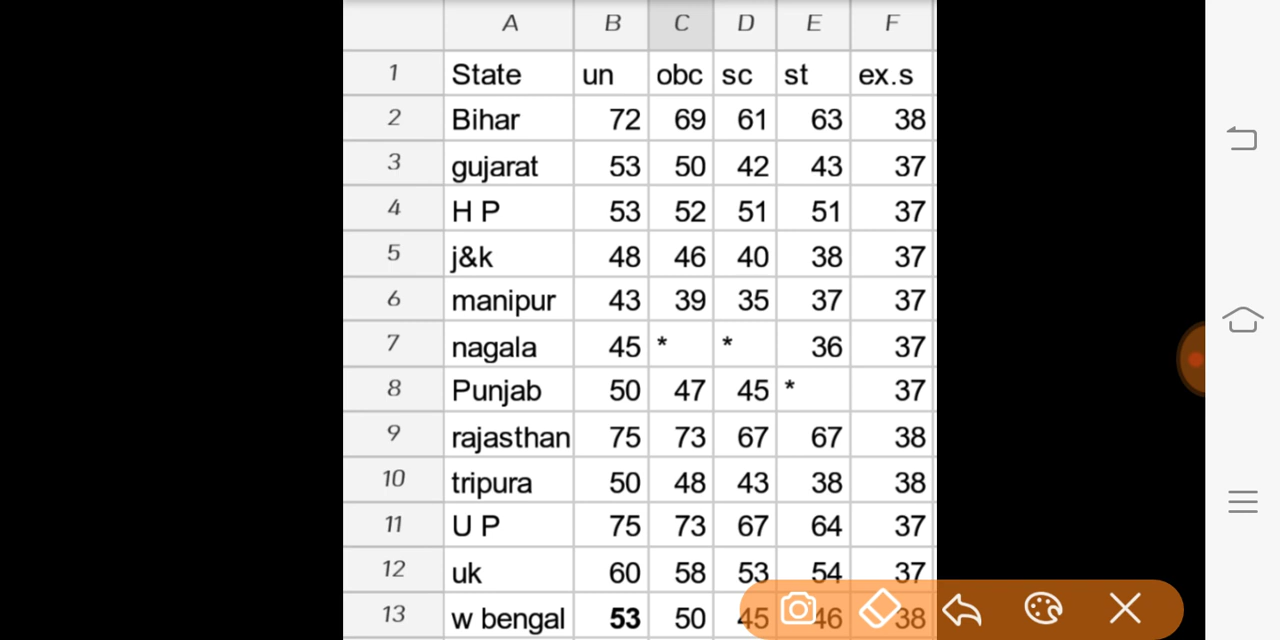 A B C D E F
1 State un obc sc st ex.s
2 Bihar 72 69 61 63 38
3 gujarat 53 50 42 43 37
4 H P 53 52 51 51 37
5 j&k 48 46 40 38 37
6 manipur 43 39 35 37 37
7 nagala 45 * * 36 37
8 Punjab 50 47 45 * 37
9 rajasthan 75 73 67 67 38
10 tripura 50 48 43 38 38
11 U P 75 73 67 64 37
12 uk 60 58 53 54 37
13 w bengal 53 50 45 46 38